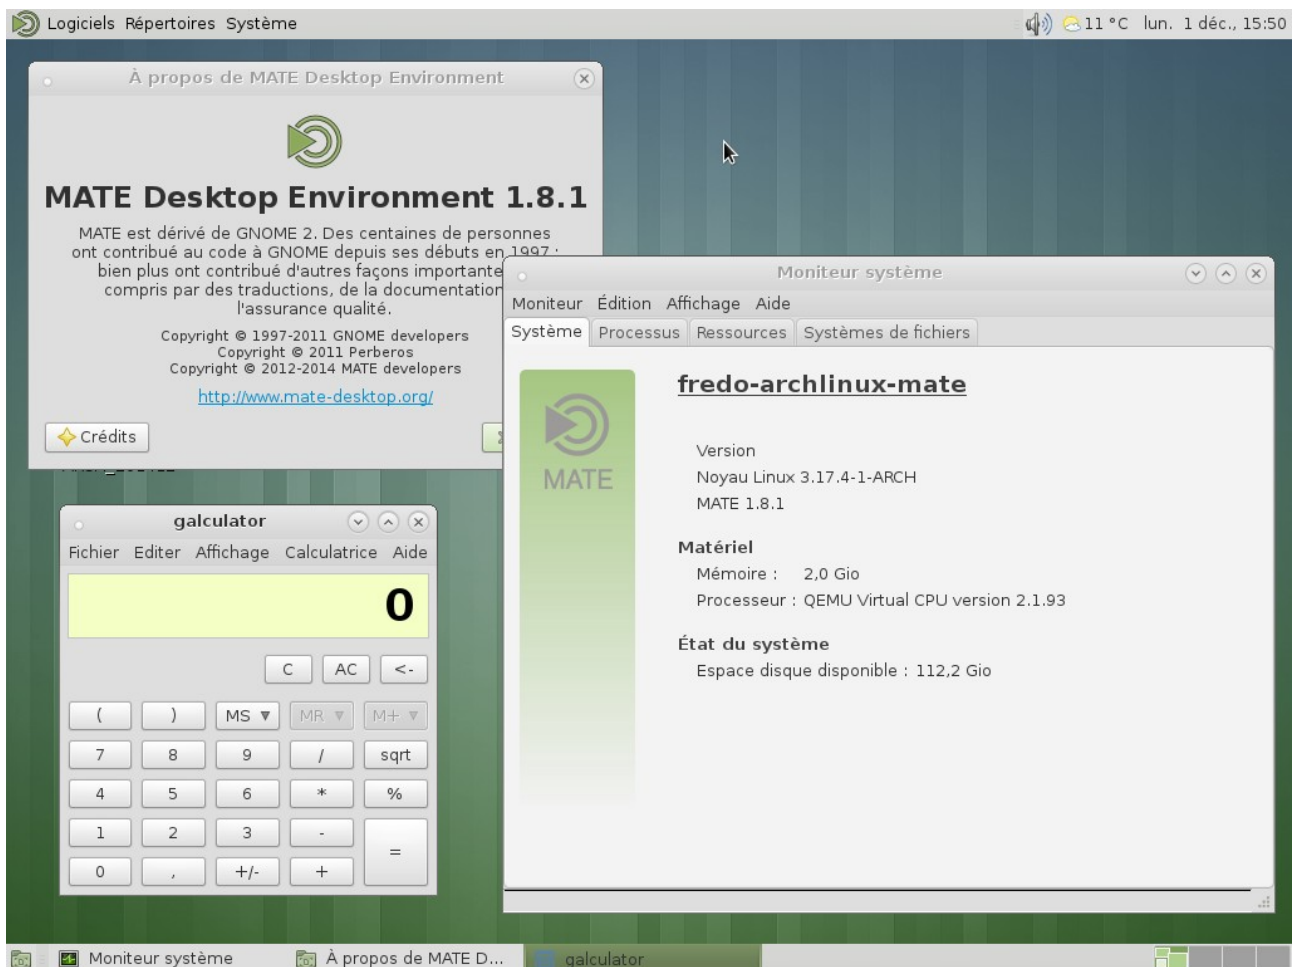 Logiciels Répertoires Système
11 °C lun. 1 déc., 15:50
À propos de MATE Desktop Environment
MATE Desktop Environment 1.8.1
MATE est dérivé de GNOME 2. Des centaines de personnes
ont contribué au code à GNOME depuis ses débuts en 1997 ;
bien plus ont contribué d'autres façons importante
compris par des traductions, de la documentation
l'assurance qualité.
Copyright © 1997-2011 GNOME developers
Copyright © 2011 Perberos
Copyright © 2012-2014 MATE developers
http://www.mate-desktop.org/
Crédits
galculator
Fichier Editer Affichage Calculatrice Aide
0
C AC <-
( ) MS MR M+
7 8 9 / sqrt
4 5 6 * %
1 2 3 -
=
0 , +/- +
Moniteur système
Moniteur Édition Affichage Aide
Système Processus Ressources Systèmes de fichiers
MATE
fredo-archlinux-mate
Version
Noyau Linux 3.17.4-1-ARCH
MATE 1.8.1
Matériel
Mémoire : 2,0 Gio
Processeur : QEMU Virtual CPU version 2.1.93
État du système
Espace disque disponible : 112,2 Gio
Moniteur système
À propos de MATE D...
galculator